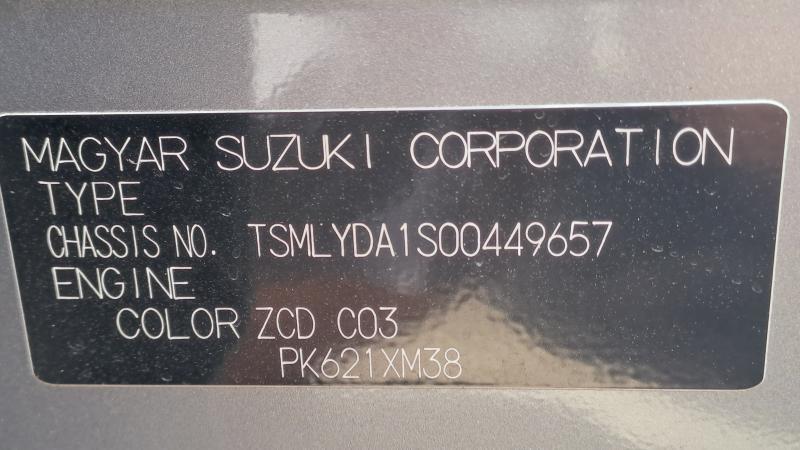 MAGYAR SUZUKI CORPORATION
TYPE
CHASSIS NO. TSMLYDA1S00449657
ENGINE
COLOR ZCD C03
PK621XM38